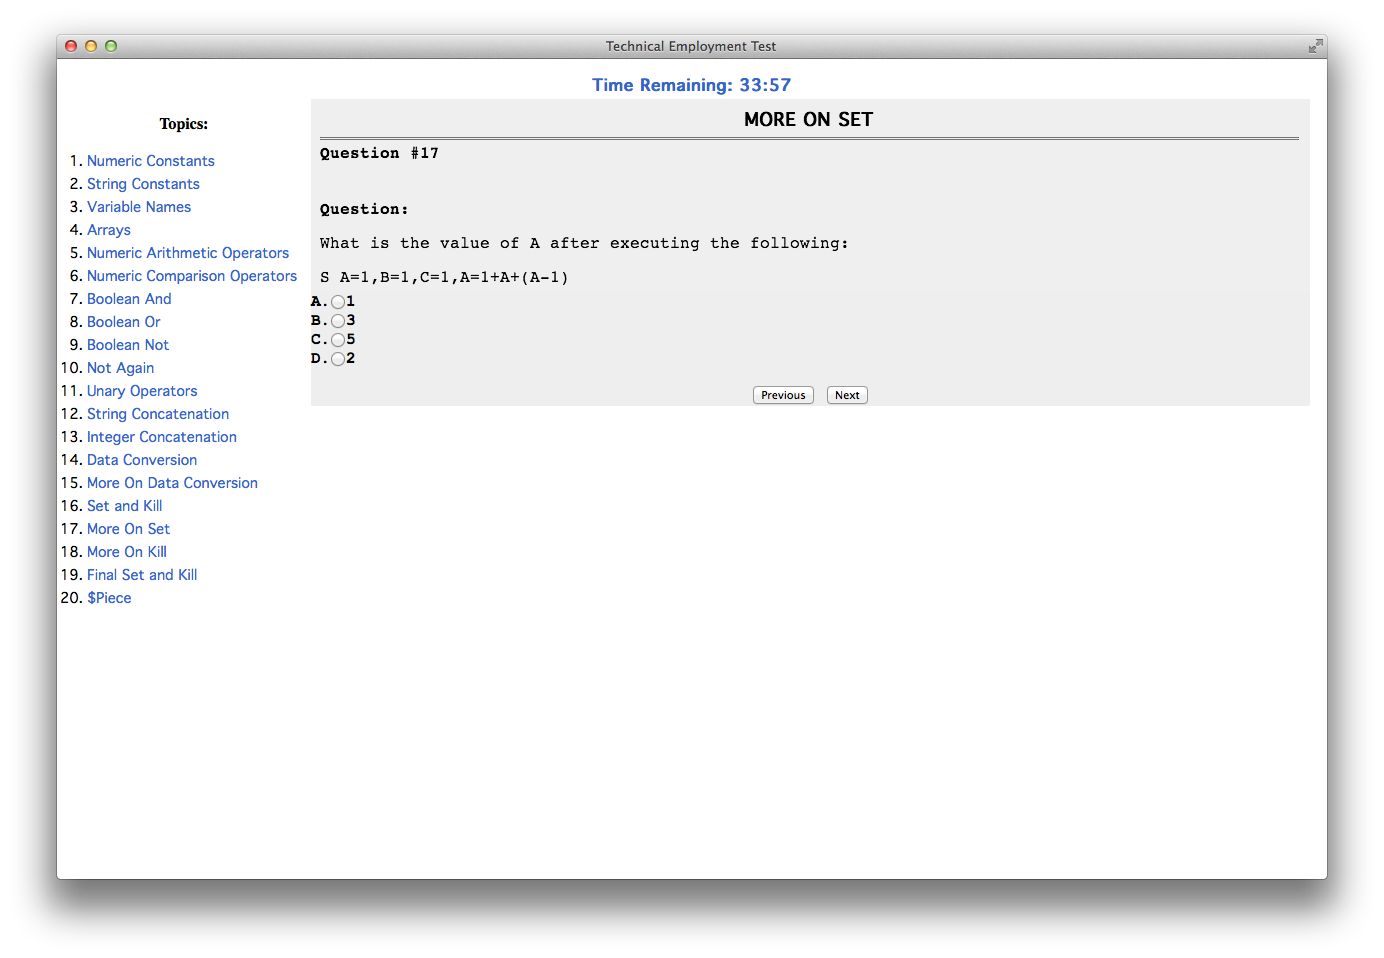 Technical Employment Test
Time Remaining: 33:57
Topics:
1. Numeric Constants
2. String Constants
3. Variable Names
4. Arrays
5. Numeric Arithmetic Operators
6. Numeric Comparison Operators
7. Boolean And
8. Boolean Or
9. Boolean Not
10. Not Again
11. Unary Operators
12. String Concatenation
13. Integer Concatenation
14. Data Conversion
15. More On Data Conversion
16. Set and Kill
17. More On Set
18. More On Kill
19. Final Set and Kill
20. $Piece
MORE ON SET
Question #17
Question:
What is the value of A after executing the following:
S A=1,B=1,C=1,A=1+A+(A-1)
A. 1
B. 3
C. 5
D. 2
Previous Next